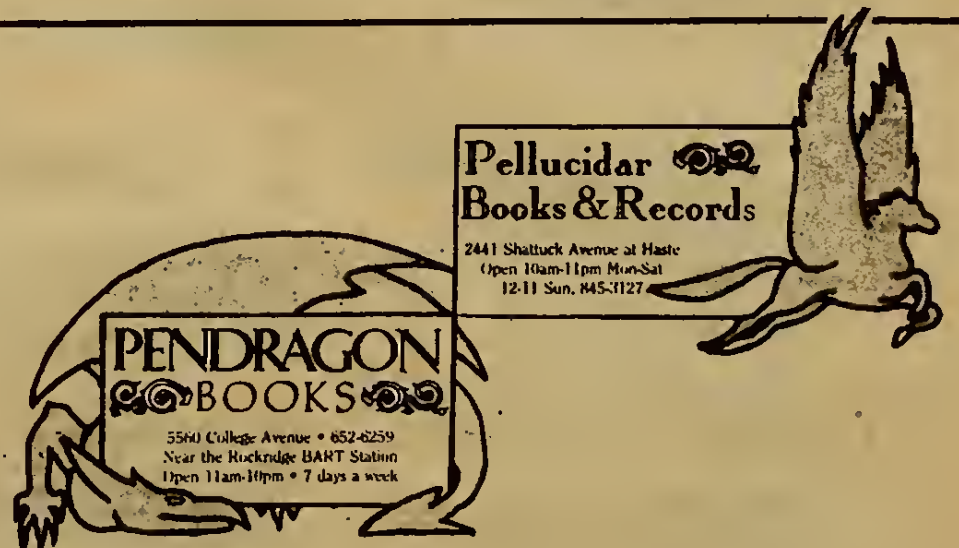 Pellucidar
Books & Records
2441 Shattuck Avenue at Haste
Open 10am-11pm Mon-Sat
12-11 Sun. 845-3127
PENDRAGON
BOOKS
5560 College Avenue • 652-6259
Near the Rockridge BART Station
Open 11am-10pm • 7 days a week